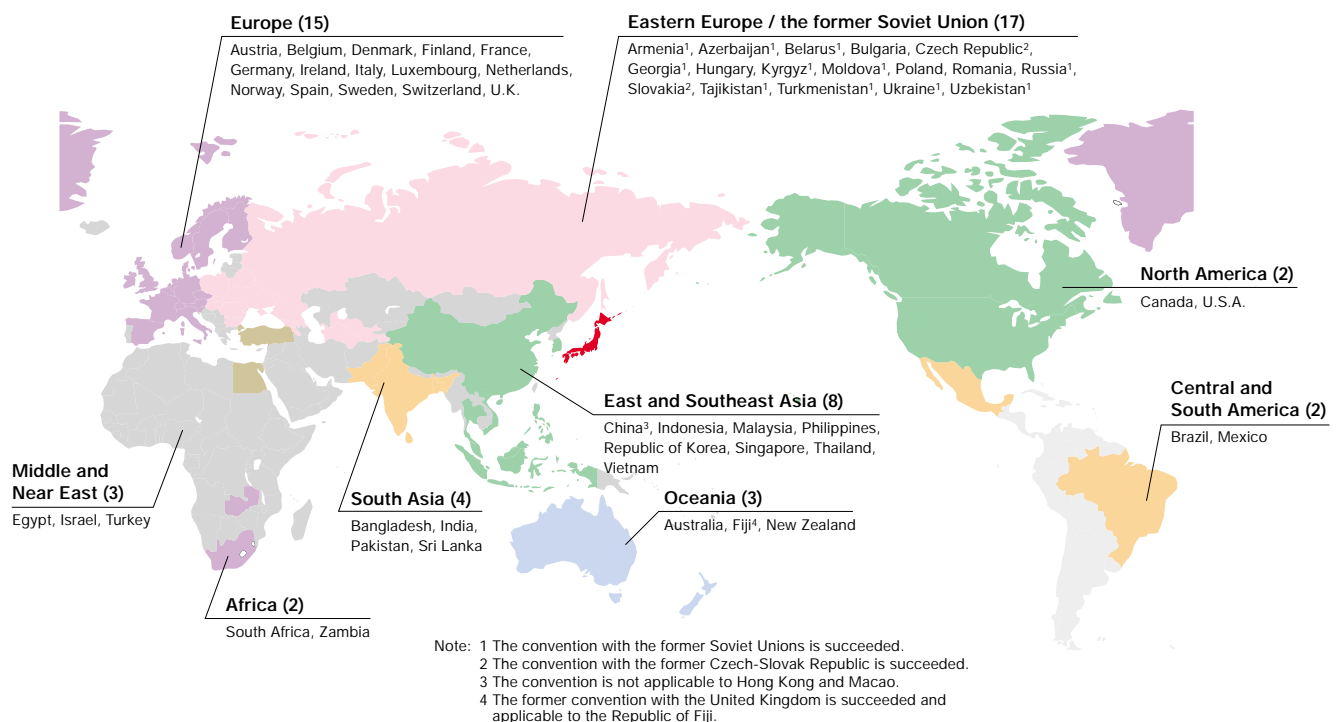 Europe (15)
Austria, Belgium, Denmark, Finland, France,
Germany, Ireland, Italy, Luxembourg, Netherlands,
Norway, Spain, Sweden, Switzerland, U.K.
Eastern Europe / the former Soviet Union (17)
Armenia¹, Azerbaijan¹, Belarus¹, Bulgaria, Czech Republic²,
Georgia¹, Hungary, Kyrgyz¹, Moldova¹, Poland, Romania, Russia¹,
Slovakia², Tajikistan¹, Turkmenistan¹, Ukraine¹, Uzbekistan¹
North America (2)
Canada, U.S.A.
Central and
South America (2)
Brazil, Mexico
East and Southeast Asia (8)
China³, Indonesia, Malaysia, Philippines,
Republic of Korea, Singapore, Thailand,
Vietnam
Middle and
Near East (3)
Egypt, Israel, Turkey
South Asia (4)
Bangladesh, India,
Pakistan, Sri Lanka
Oceania (3)
Australia, Fiji⁴, New Zealand
Africa (2)
South Africa, Zambia
Note: 1 The convention with the former Soviet Unions is succeeded.
2 The convention with the former Czech-Slovak Republic is succeeded.
3 The convention is not applicable to Hong Kong and Macao.
4 The former convention with the United Kingdom is succeeded and
applicable to the Republic of Fiji.